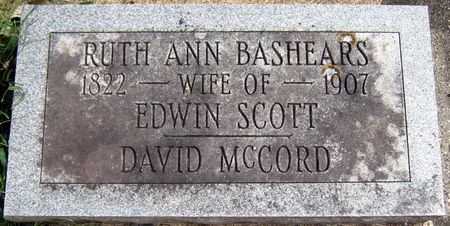 RUTH ANN BASHEARS
1822 — WIFE OF — 1907
EDWIN SCOTT
DAVID McCORD